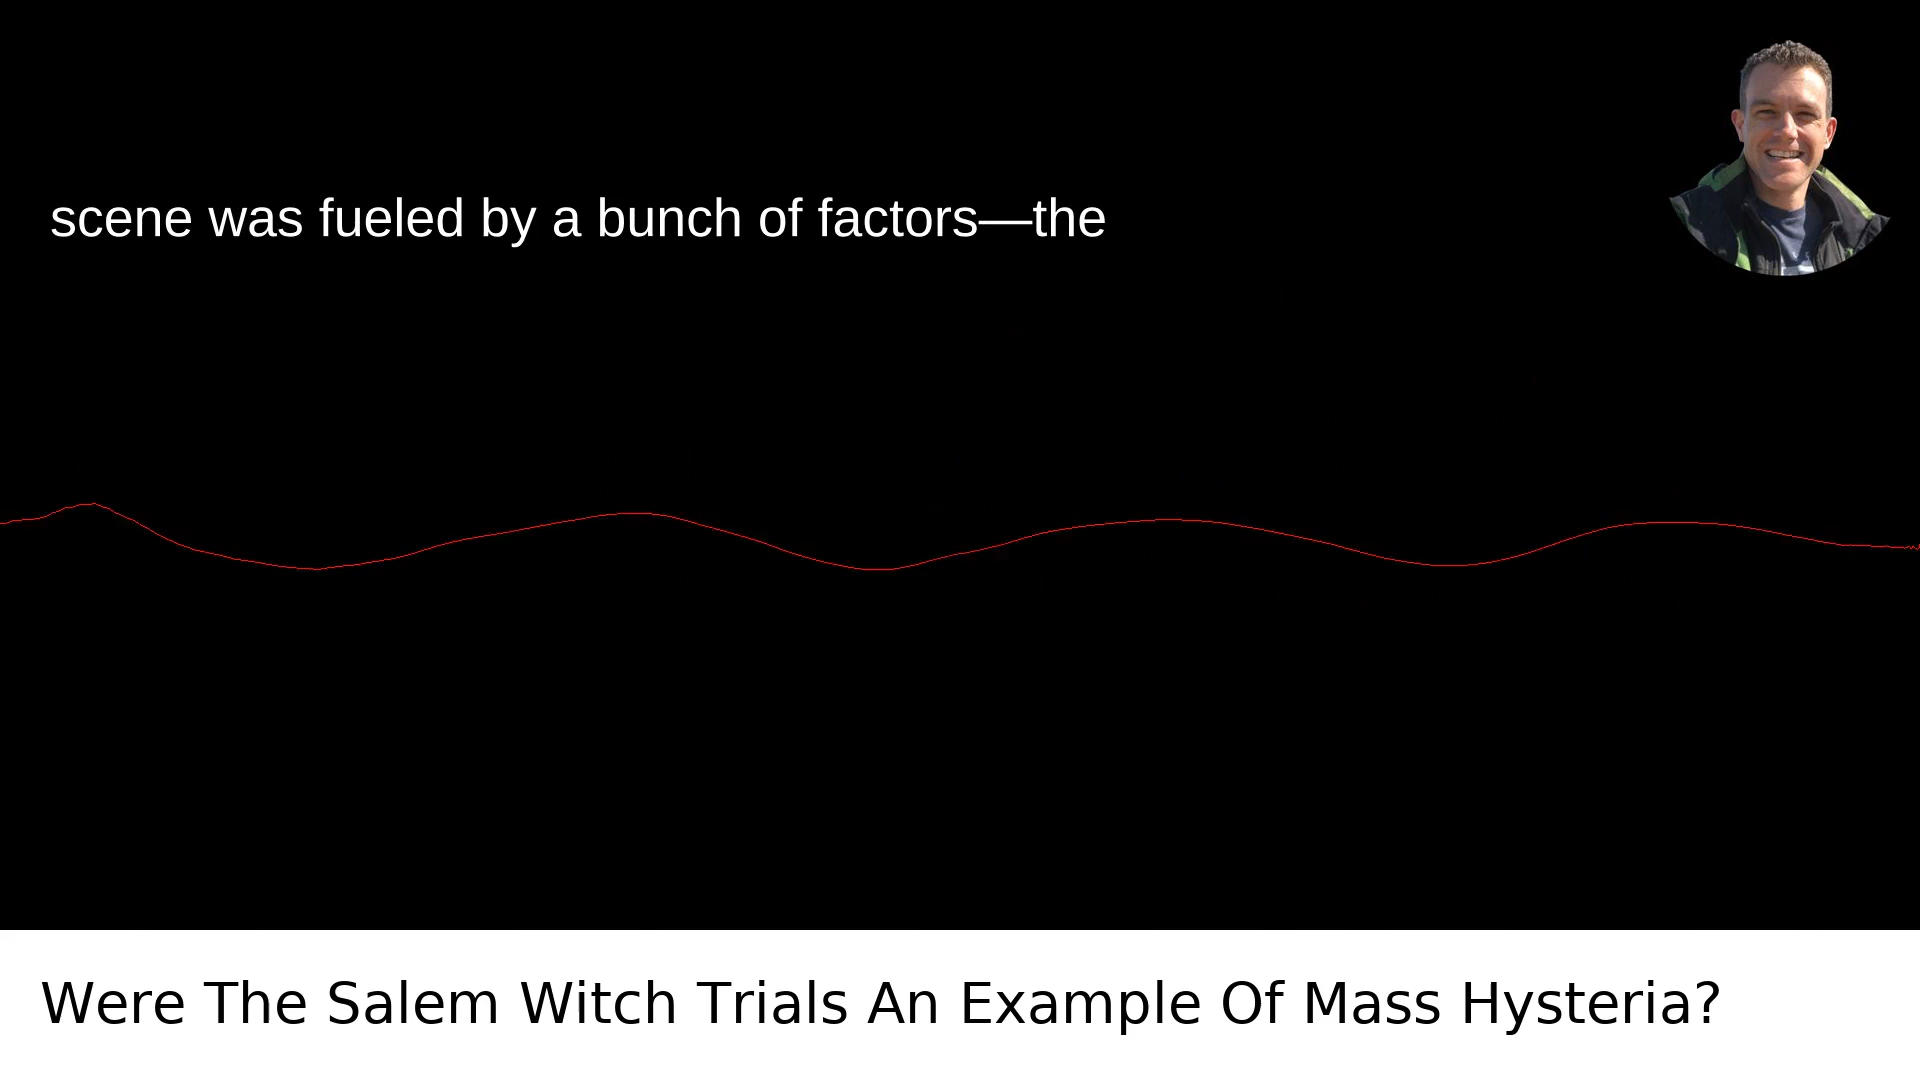 scene was fueled by a bunch of factors—the
Were The Salem Witch Trials An Example Of Mass Hysteria?